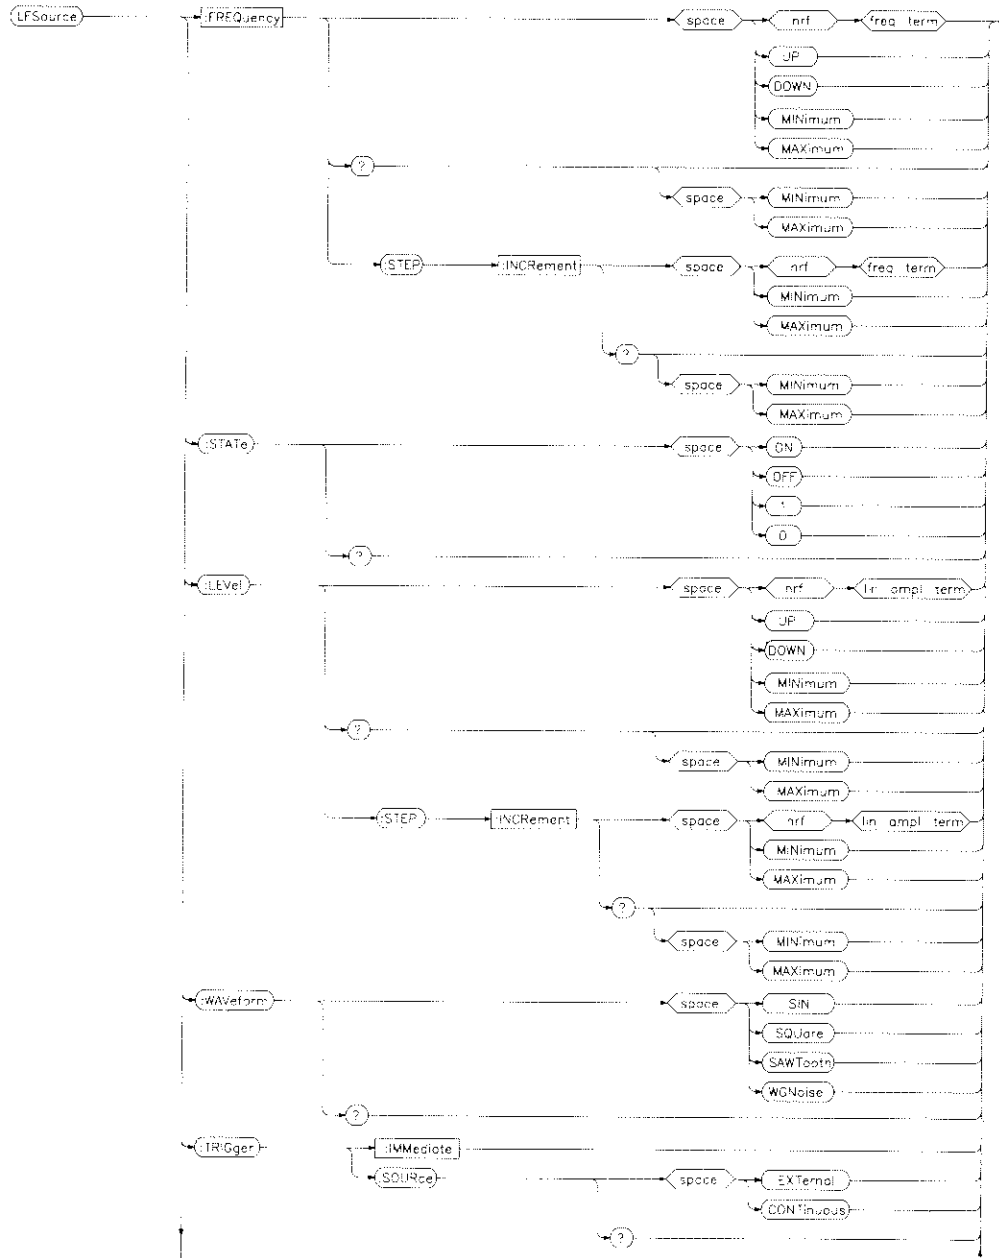 LFSource :FREQuency space nrf freq term
UP
DOWN
MINimum
MAXimum
?
space MINimum
MAXimum
:STEP :INCRement space nrf freq term
MINimum
MAXimum
?
space MINimum
MAXimum
:STATe space ON
OFF
1
0
?
:LEVel space nrf lin ampl term
UP
DOWN
MINimum
MAXimum
?
space MINimum
MAXimum
:STEP :INCRement space nrf lin ampl term
MINimum
MAXimum
?
space MINimum
MAXimum
:WAVeform space SIN
SQUare
SAWTooth
WGNoise
?
:TRIGger :IMMediate
:SOURce space EXTernal
CONTinuous
?